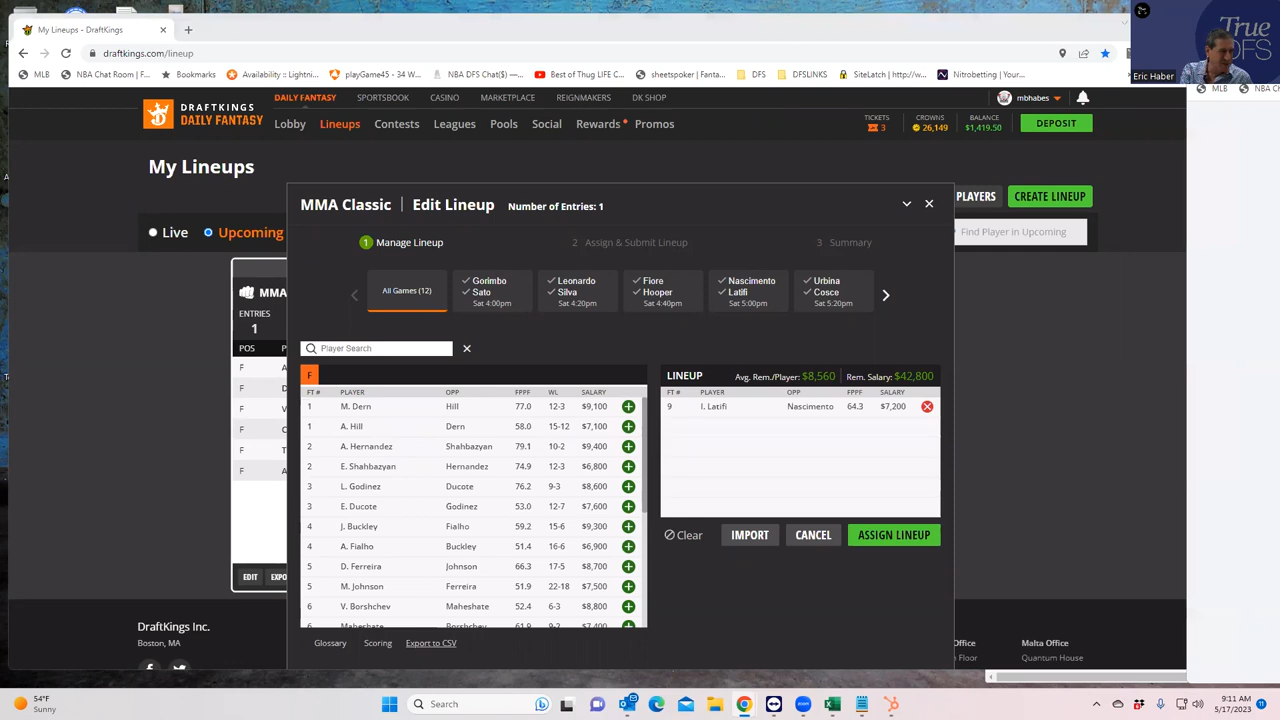 My Lineups - DraftKings
draftkings.com/lineup
True
DFS
Eric Haber
MLB
NBA Chat Room | F...
Bookmarks
Availability :: Lightni...
playGame45 - 34 W...
NBA DFS Chat($) —...
Best of Thug LIFE C...
sheetspoker | Fanta...
DFS
DFSLINKS
SiteLatch | http://w...
Nitrobetting | Your...
MLB
NBA Ch
DRAFTKINGS
DAILY FANTASY
DAILY FANTASY
SPORTSBOOK
CASINO
MARKETPLACE
REIGNMAKERS
DK SHOP
mbhabes
Lobby
Lineups
Contests
Leagues
Pools
Social
Rewards
Promos
TICKETS
3
CROWNS
26,149
BALANCE
$1,419.50
DEPOSIT
My Lineups
PLAYERS
CREATE LINEUP
Live
Upcoming
Find Player in Upcoming
MMA
ENTRIES
1
POS
P
F
A
F
D
F
V
F
C
F
T
F
A
EDIT
EXPO
MMA Classic | Edit Lineup Number of Entries: 1
1 Manage Lineup
2 Assign & Submit Lineup
3 Summary
All Games (12)
Gorimbo
Sato
Sat 4:00pm
Leonardo
Silva
Sat 4:20pm
Fiore
Hooper
Sat 4:40pm
Nascimento
Latifi
Sat 5:00pm
Urbina
Cosce
Sat 5:20pm
Player Search
F
FT # PLAYER OPP FPPF WL SALARY
1 M. Dern Hill 77.0 12-3 $9,100
1 A. Hill Dern 58.0 15-12 $7,100
2 A. Hernandez Shahbazyan 79.1 10-2 $9,400
2 E. Shahbazyan Hernandez 74.9 12-3 $6,800
3 L. Godinez Ducote 76.2 9-3 $8,600
3 E. Ducote Godinez 53.0 12-7 $7,600
4 J. Buckley Fialho 59.2 15-6 $9,300
4 A. Fialho Buckley 51.4 16-6 $6,900
5 D. Ferreira Johnson 66.3 17-5 $8,700
5 M. Johnson Ferreira 51.9 22-18 $7,500
6 V. Borshchev Maheshate 52.4 6-3 $8,800
6 Maheshate Borshchev 61.9 9-2 $7,400
LINEUP
Avg. Rem./Player: $8,560
Rem. Salary: $42,800
FT # PLAYER OPP FPPF SALARY
9 I. Latifi Nascimento 64.3 $7,200
Clear
IMPORT
CANCEL
ASSIGN LINEUP
Glossary
Scoring
Export to CSV
DraftKings Inc.
Boston, MA
Office
n Floor
Malta Office
Quantum House
54°F
Sunny
Search
9:11 AM
5/17/2023